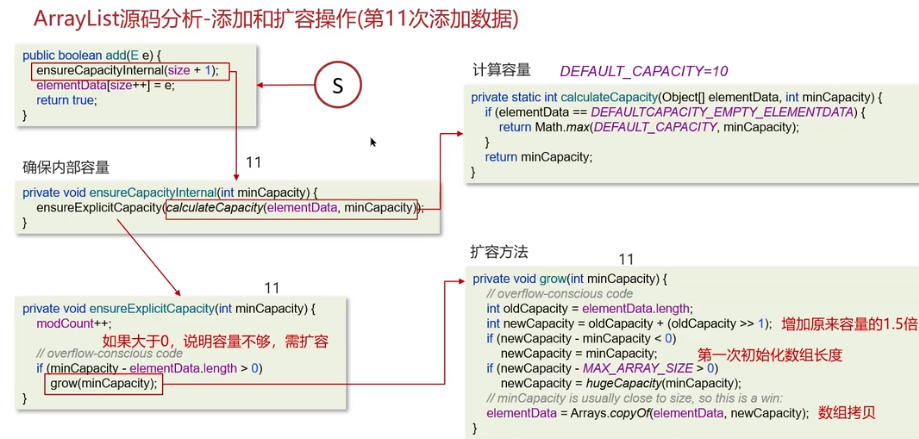 ArrayList源码分析-添加和扩容操作(第11次添加数据)
public boolean add(E e) {
ensureCapacityInternal(size + 1);
elementData[size++] = e;
return true;
}
S
计算容量 DEFAULT_CAPACITY=10
private static int calculateCapacity(Object[] elementData, int minCapacity) {
if (elementData == DEFAULTCAPACITY_EMPTY_ELEMENTDATA) {
return Math.max(DEFAULT_CAPACITY, minCapacity);
}
return minCapacity;
}
11
确保内部容量
private void ensureCapacityInternal(int minCapacity) {
ensureExplicitCapacity(calculateCapacity(elementData, minCapacity));
}
11
private void ensureExplicitCapacity(int minCapacity) {
modCount++;
如果大于0，说明容量不够，需扩容
// overflow-conscious code
if (minCapacity - elementData.length > 0)
grow(minCapacity);
}
扩容方法
11
private void grow(int minCapacity) {
// overflow-conscious code
int oldCapacity = elementData.length;
int newCapacity = oldCapacity + (oldCapacity >> 1); 增加原来容量的1.5倍
if (newCapacity - minCapacity < 0)
newCapacity = minCapacity; 第一次初始化数组长度
if (newCapacity - MAX_ARRAY_SIZE > 0)
newCapacity = hugeCapacity(minCapacity);
// minCapacity is usually close to size, so this is a win:
elementData = Arrays.copyOf(elementData, newCapacity); 数组拷贝
}